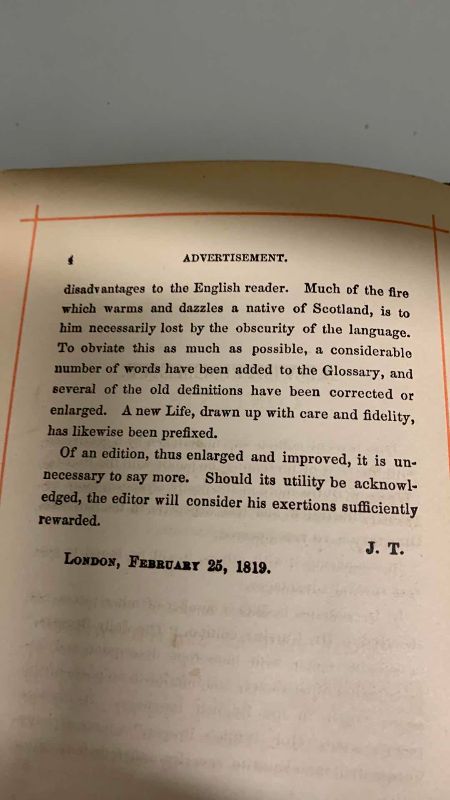 4 ADVERTISEMENT.
disadvantages to the English reader. Much of the fire
which warms and dazzles a native of Scotland, is to
him necessarily lost by the obscurity of the language.
To obviate this as much as possible, a considerable
number of words have been added to the Glossary, and
several of the old definitions have been corrected or
enlarged. A new Life, drawn up with care and fidelity,
has likewise been prefixed.
Of an edition, thus enlarged and improved, it is un-
necessary to say more. Should its utility be acknowl-
edged, the editor will consider his exertions sufficiently
rewarded.
J. T.
London, February 25, 1819.